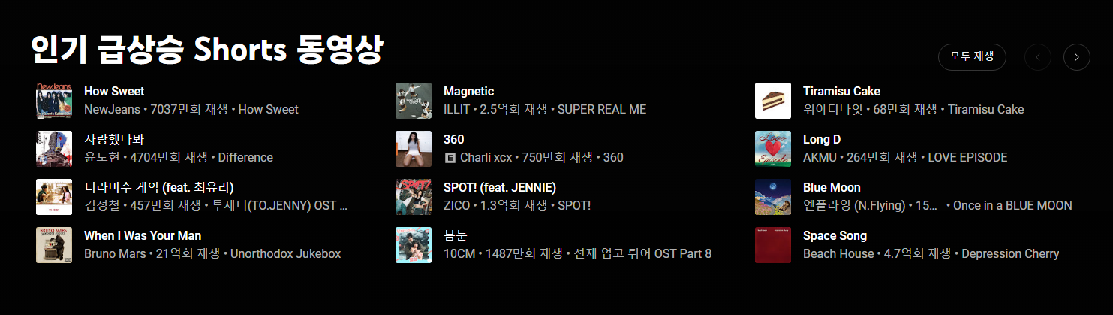 인기 급상승 Shorts 동영상
모두 재생
How Sweet
NewJeans • 7037만회 재생 • How Sweet
사랑했나봐
윤도현 • 4704만회 재생 • Difference
티라미수 케익 (feat. 최유리)
김성철 • 457만회 재생 • 투제니(TO.JENNY) OST ...
When I Was Your Man
Bruno Mars • 21억회 재생 • Unorthodox Jukebox
Magnetic
ILLIT • 2.5억회 재생 • SUPER REAL ME
360
E Charli xcx • 750만회 재생 • 360
SPOT! (feat. JENNIE)
ZICO • 1.3억회 재생 • SPOT!
봄눈
10CM • 1487만회 재생 • 선재 업고 튀어 OST Part 8
Tiramisu Cake
위아더나잇 • 68만회 재생 • Tiramisu Cake
Long D
AKMU • 264만회 재생 • LOVE EPISODE
Blue Moon
엔플라잉 (N.Flying) • 15... • Once in a BLUE MOON
Space Song
Beach House • 4.7억회 재생 • Depression Cherry